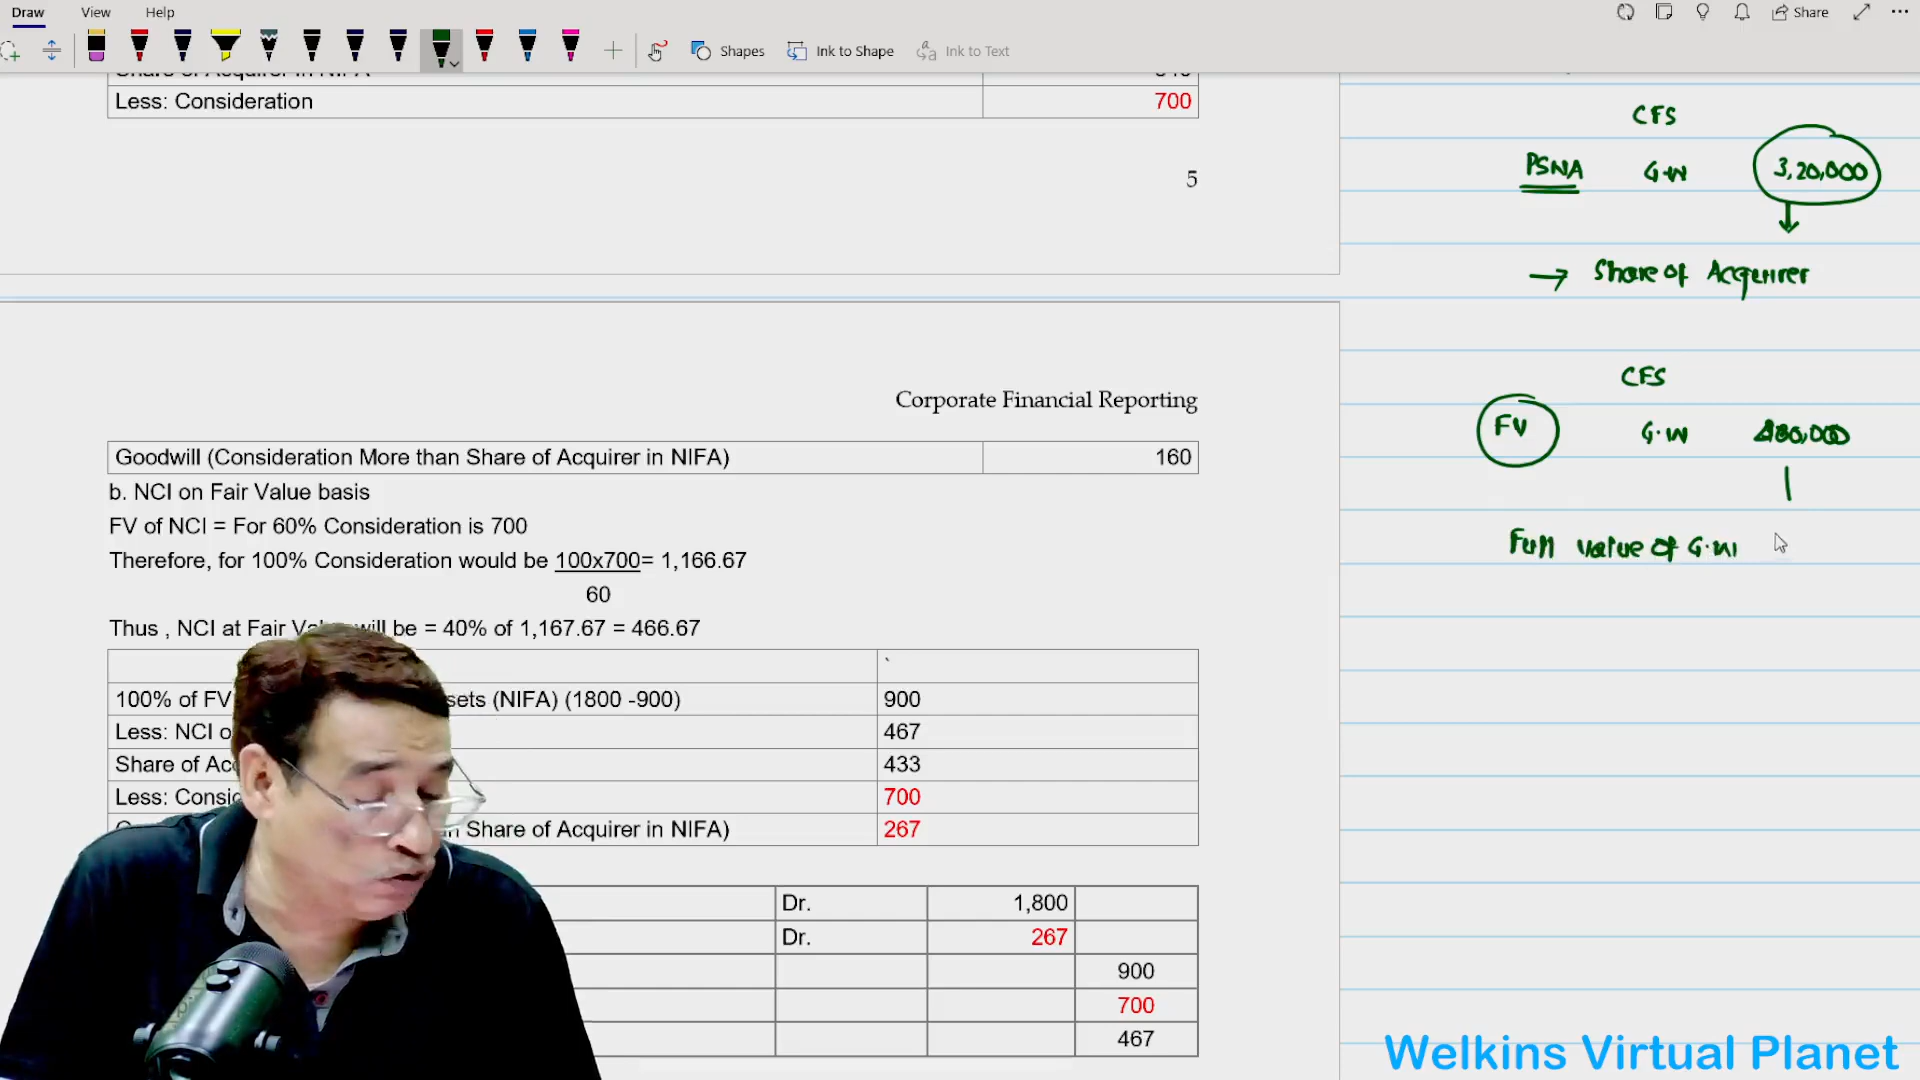 Draw View Help
Share
Shapes Ink to Shape Ink to Text
Less: Consideration 700
5
Corporate Financial Reporting
Goodwill (Consideration More than Share of Acquirer in NIFA) 160
b. NCI on Fair Value basis
FV of NCI = For 60% Consideration is 700
Therefore, for 100% Consideration would be 100x700= 1,166.67
60
Thus , NCI at Fair will be = 40% of 1,167.67 = 466.67
`
100% of FV sets (NIFA) (1800 -900) 900
Less: NCI 467
Share of 433
Less: 700
Share of Acquirer in NIFA) 267
Dr. 1,800
Dr. 267
900
700
467
CFS
PSNA G.W 3,20,000
→ Share of Acquirer
CFS
FV G.W
Full value of G.W
Welkins Virtual Planet